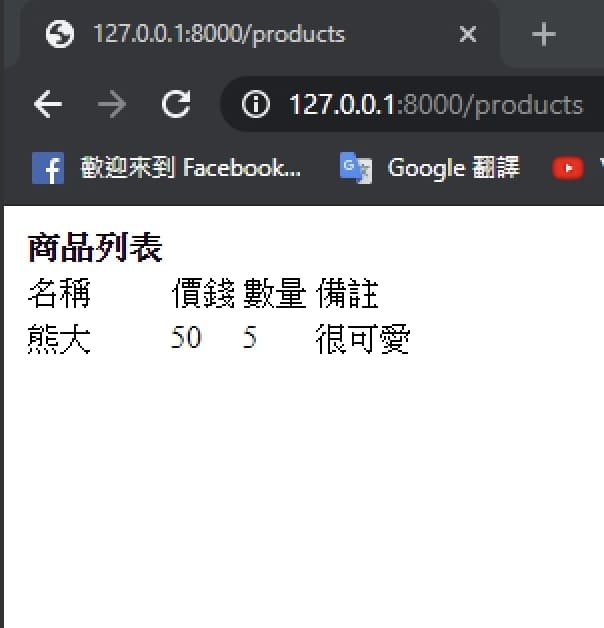 127.0.0.1:8000/products
127.0.0.1:8000/products
歡迎來到 Facebook... Google 翻譯
商品列表
名稱 價錢 數量 備註
熊大 50 5 很可愛